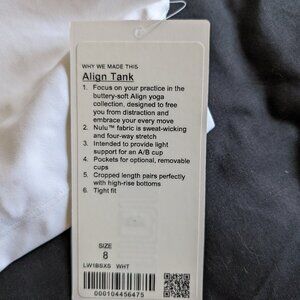 WHY WE MADE THIS
Align Tank
1. Focus on your practice in the
buttery-soft Align yoga
collection, designed to free
you from distraction and
embrace your every move
2. Nulu™ fabric is sweat-wicking
and four-way stretch
3. Intended to provide light
support for an A/B cup
4. Pockets for optional, removable
cups
5. Cropped length pairs perfectly
with high-rise bottoms
6. Tight fit
SIZE
8
LW1BSXS WHT
000104456475